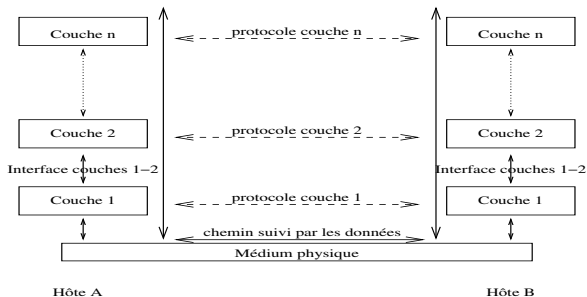 Couche n
protocole couche n
Couche n
Couche 2
protocole couche 2
Couche 2
Interface couches 1−2
Interface couches 1−2
Couche 1
protocole couche 1
Couche 1
chemin suivi par les données
Médium physique
Hôte A
Hôte B